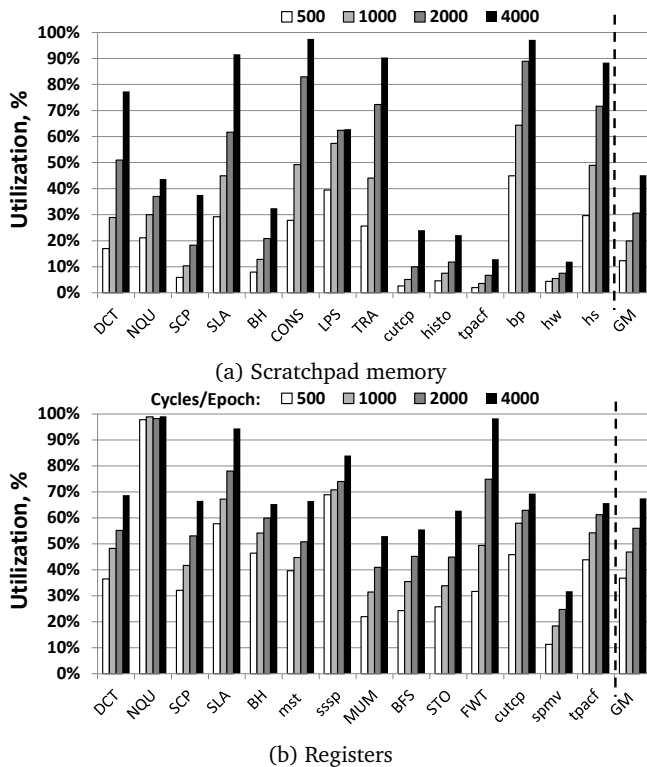 500 1000 2000 4000
Utilization, %
100%
90%
80%
70%
60%
50%
40%
30%
20%
10%
0%
DCT NQU SCP SLA BH CONS LPS TRA cutcp histo tpacf bp hw hs GM
(a) Scratchpad memory
Cycles/Epoch: 500 1000 2000 4000
Utilization, %
100%
90%
80%
70%
60%
50%
40%
30%
20%
10%
0%
DCT NQU SCP SLA BH mst sssp MUM BFS STO FWT cutcp spmv tpacf GM
(b) Registers